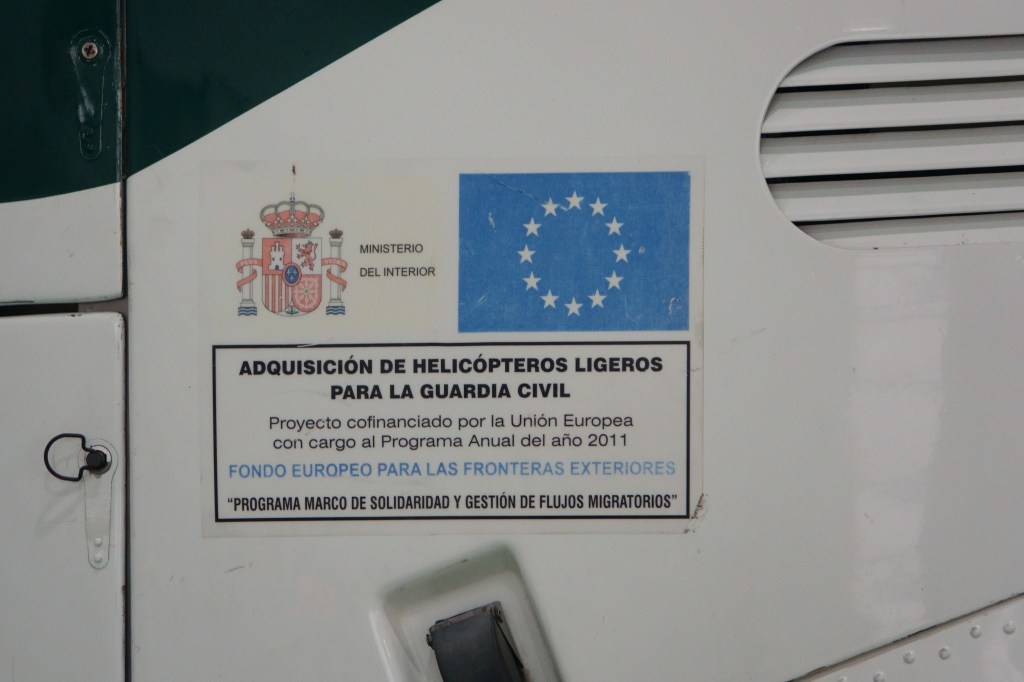 MINISTERIO
DEL INTERIOR
ADQUISICIÓN DE HELICÓPTEROS LIGEROS
PARA LA GUARDIA CIVIL
Proyecto cofinanciado por la Unión Europea
con cargo al Programa Anual del año 2011
FONDO EUROPEO PARA LAS FRONTERAS EXTERIORES
"PROGRAMA MARCO DE SOLIDARIDAD Y GESTIÓN DE FLUJOS MIGRATORIOS"